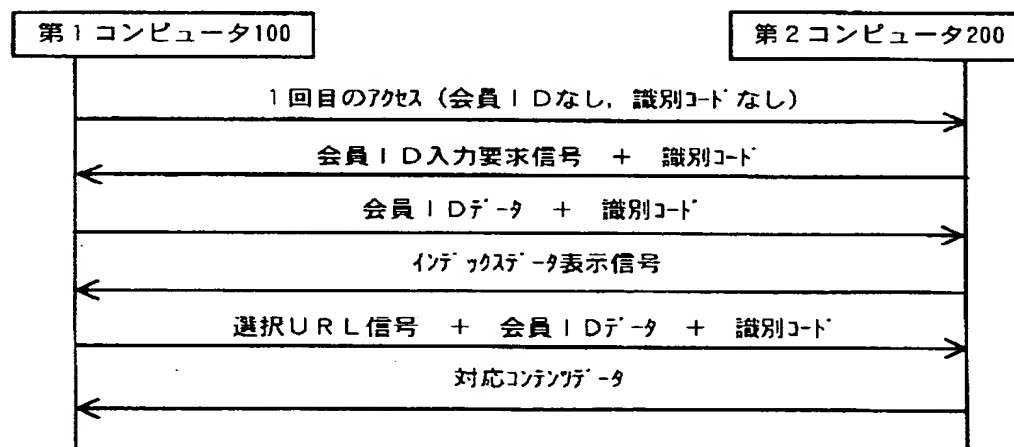 第1コンピュータ100
第2コンピュータ200
1回目のｱｸｾｽ（会員ＩＤなし，識別ｺｰﾄﾞなし）
会員ＩＤ入力要求信号 ＋ 識別ｺｰﾄﾞ
会員ＩＤﾃﾞｰﾀ ＋ 識別ｺｰﾄﾞ
ｲﾝﾃﾞｯｸｽﾃﾞｰﾀ表示信号
選択ＵＲＬ信号 ＋ 会員ＩＤﾃﾞｰﾀ ＋ 識別ｺｰﾄﾞ
対応ｺﾝﾃﾝﾂﾃﾞｰﾀ